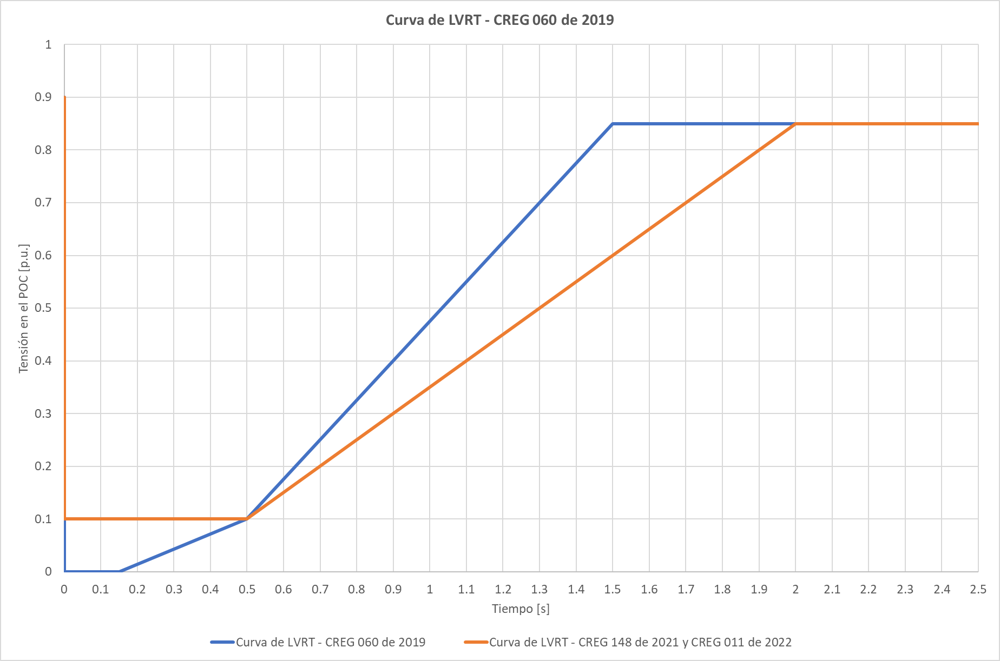 Curva de LVRT - CREG 060 de 2019
1
0.9
0.8
0.7
0.6
0.5
0.4
0.3
0.2
0.1
0
Tensión en el POC [p.u.]
0 0.1 0.2 0.3 0.4 0.5 0.6 0.7 0.8 0.9 1 1.1 1.2 1.3 1.4 1.5 1.6 1.7 1.8 1.9 2 2.1 2.2 2.3 2.4 2.5
Tiempo [s]
Curva de LVRT - CREG 060 de 2019 Curva de LVRT - CREG 148 de 2021 y CREG 011 de 2022